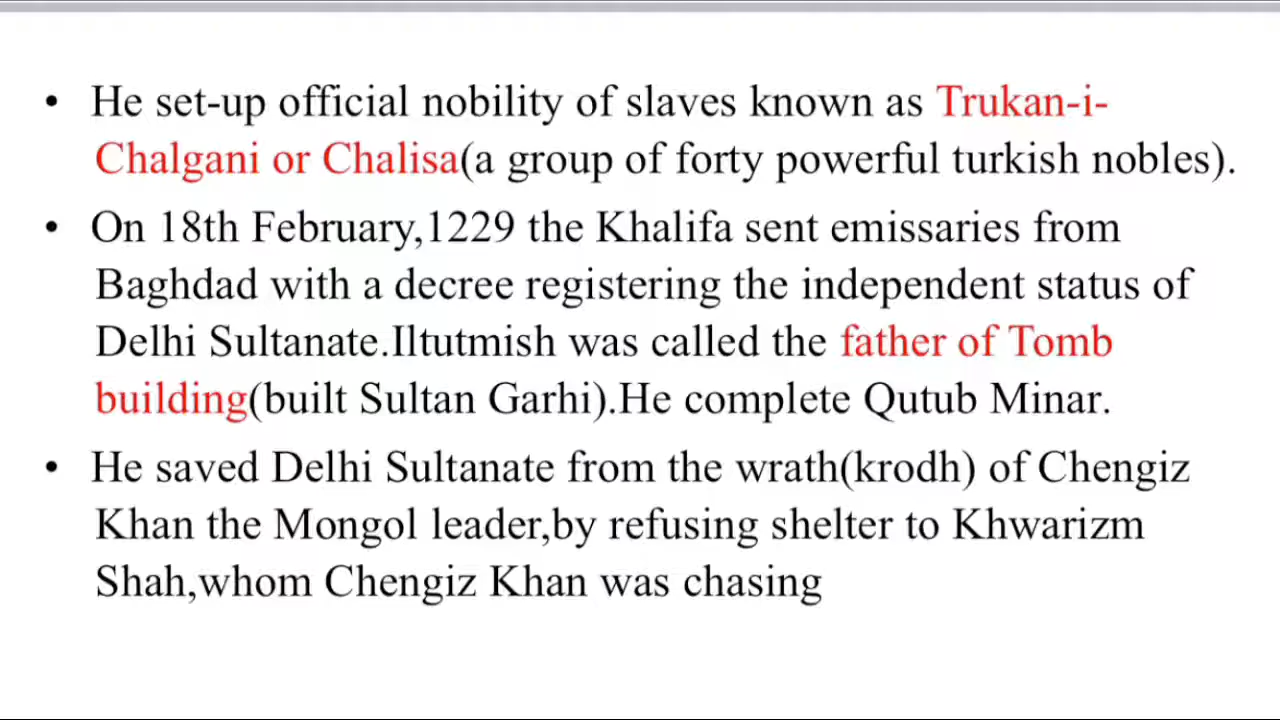 • He set-up official nobility of slaves known as Trukan-i-
Chalgani or Chalisa(a group of forty powerful turkish nobles).
• On 18th February,1229 the Khalifa sent emissaries from
Baghdad with a decree registering the independent status of
Delhi Sultanate.Iltutmish was called the father of Tomb
building(built Sultan Garhi).He complete Qutub Minar.
• He saved Delhi Sultanate from the wrath(krodh) of Chengiz
Khan the Mongol leader,by refusing shelter to Khwarizm
Shah,whom Chengiz Khan was chasing